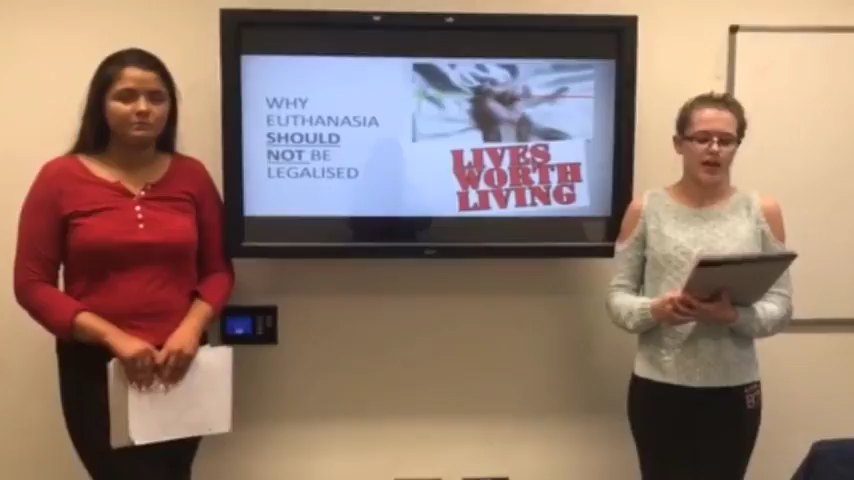 WHY
EUTHANASIA
SHOULD
NOT BE
LEGALISED
LIVES
WORTH
LIVING